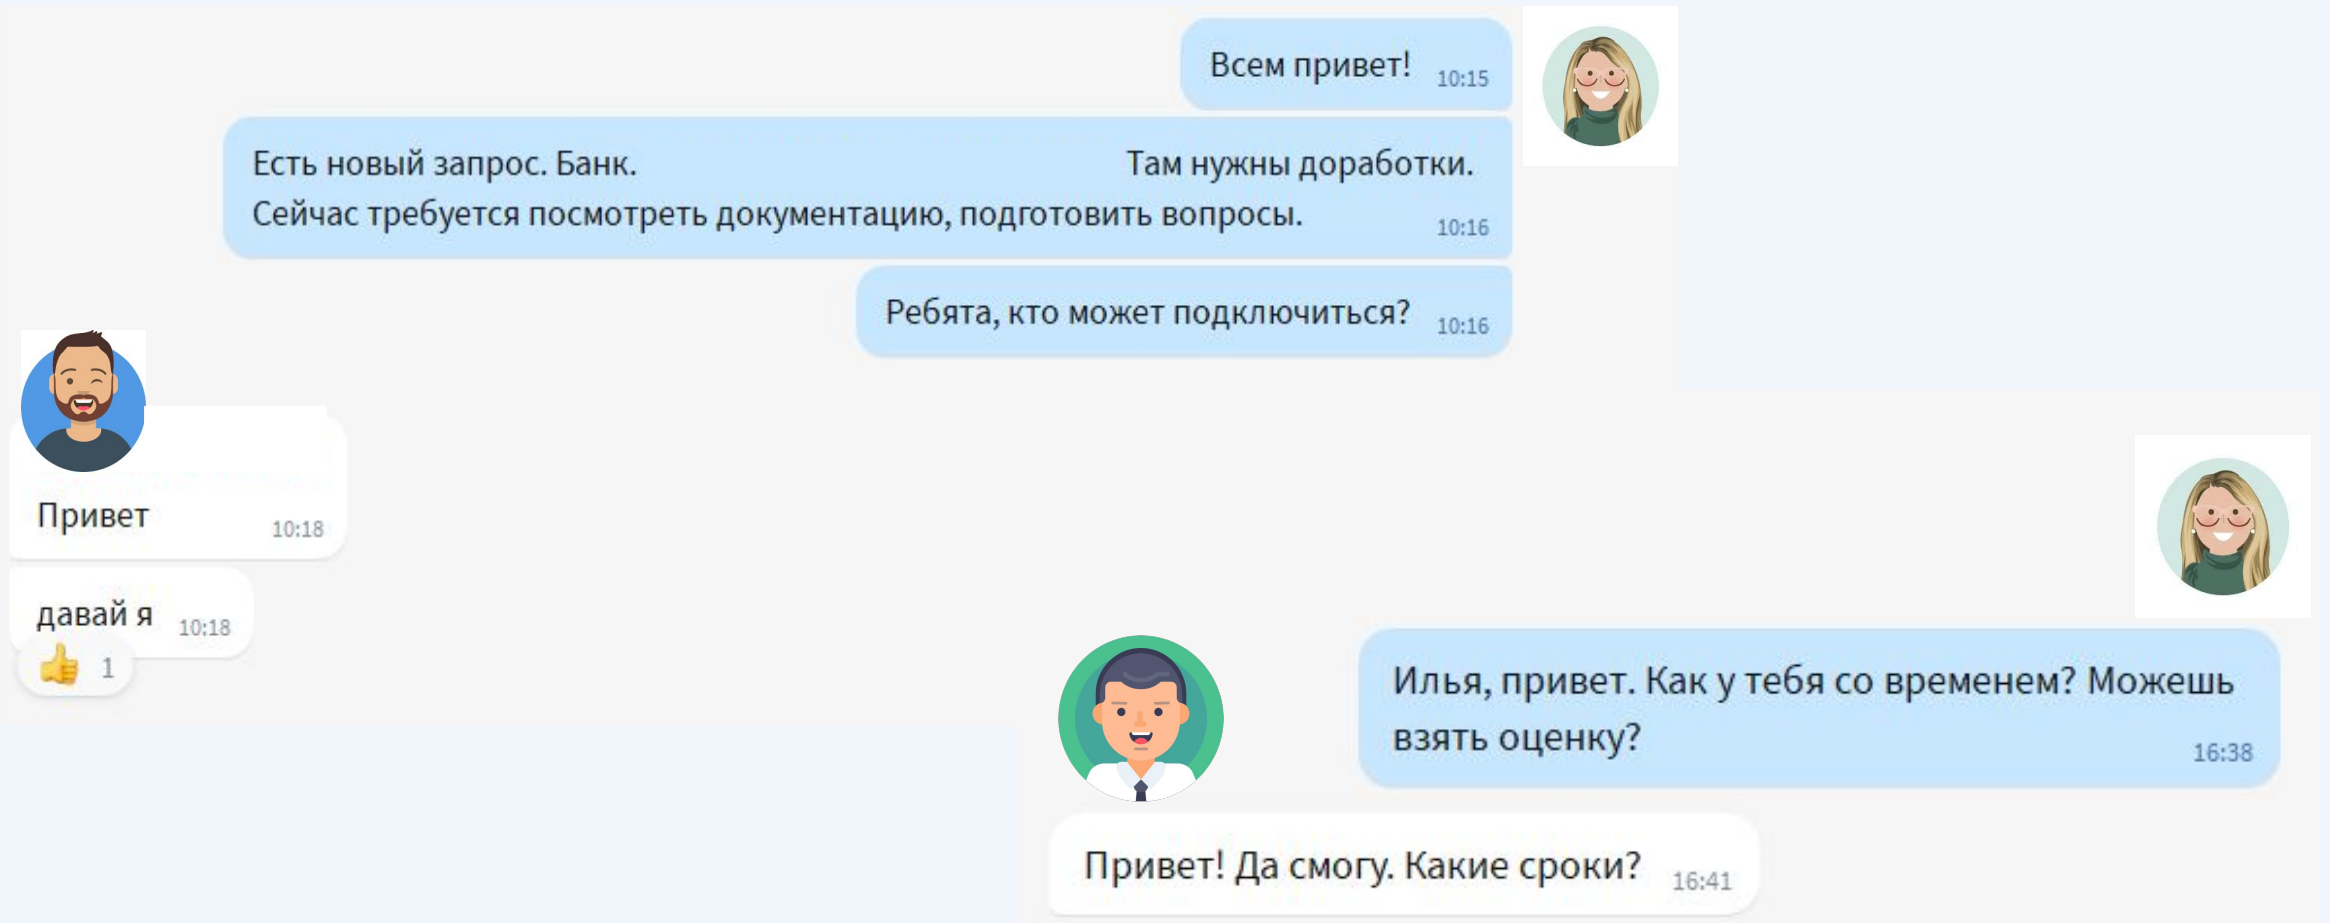 Всем привет! 10:15
Есть новый запрос. Банк. Там нужны доработки.
Сейчас требуется посмотреть документацию, подготовить вопросы. 10:16
Ребята, кто может подключиться? 10:16
Привет 10:18
давай я 10:18
👍 1
Илья, привет. Как у тебя со временем? Можешь
взять оценку? 16:38
Привет! Да смогу. Какие сроки? 16:41